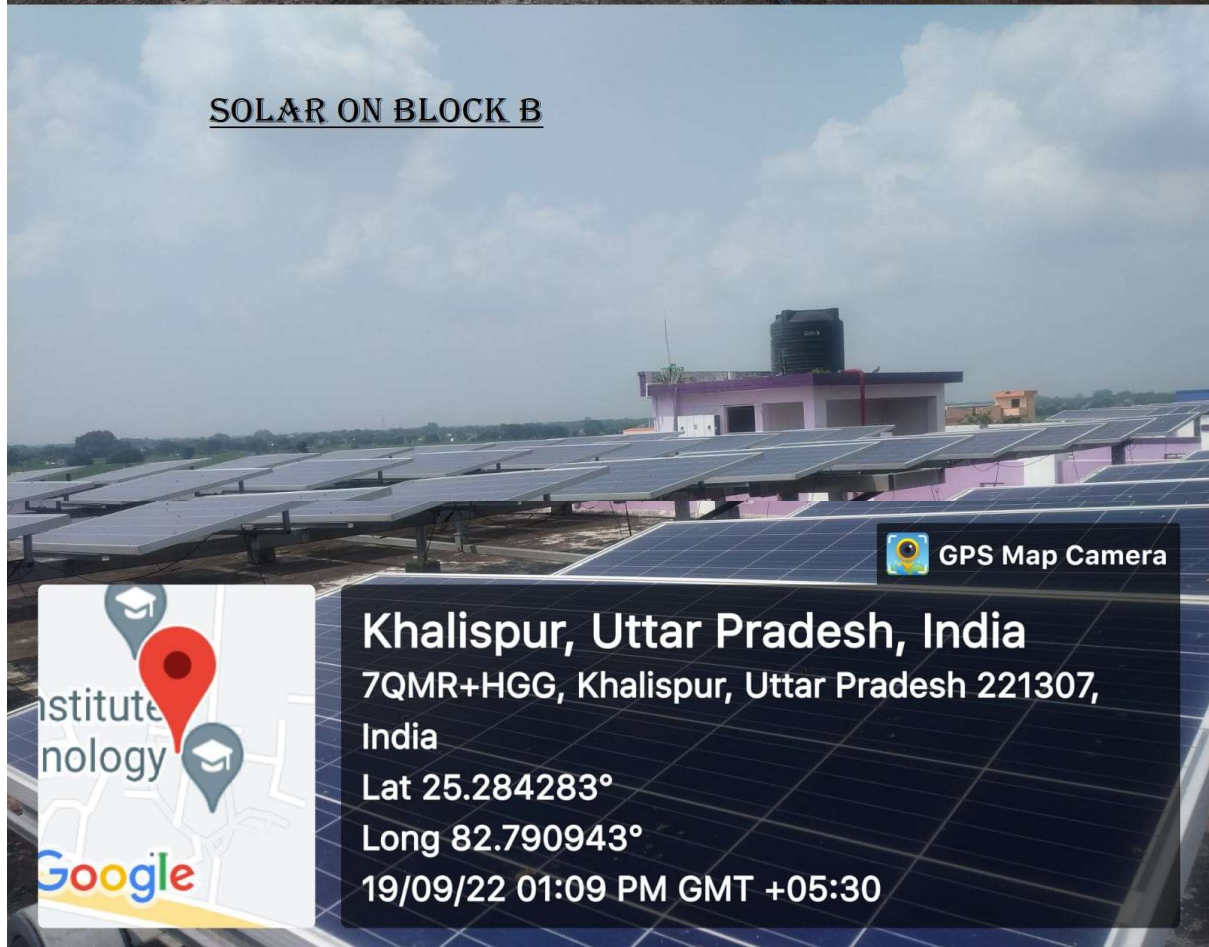 SOLAR ON BLOCK B
GPS Map Camera
Khalispur, Uttar Pradesh, India
7QMR+HGG, Khalispur, Uttar Pradesh 221307,
India
Lat 25.284283°
Long 82.790943°
19/09/22 01:09 PM GMT +05:30
nstitute
nology
Google